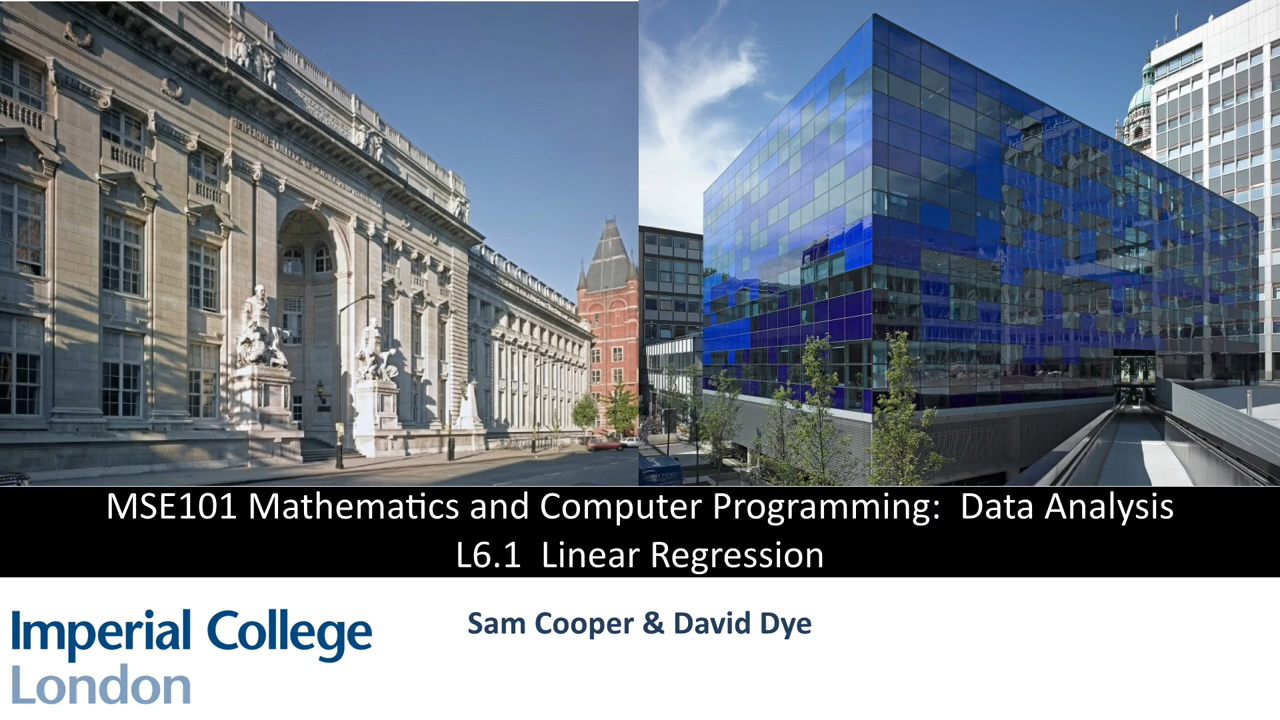 MSE101 Mathematics and Computer Programming:  Data Analysis
L6.1  Linear Regression
Imperial College
London
Sam Cooper & David Dye